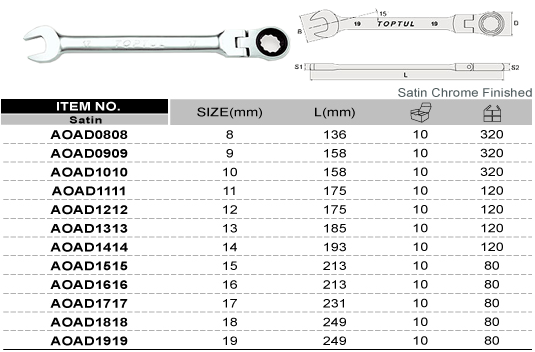 TOPTUL
15
B
19
TOPTUL
19
D
S1
S2
L
Satin Chrome Finished
ITEM NO.
Satin
SIZE(mm)
L(mm)
AOAD0808 8 136 10 320
AOAD0909 9 158 10 320
AOAD1010 10 158 10 320
AOAD1111 11 175 10 120
AOAD1212 12 175 10 120
AOAD1313 13 185 10 120
AOAD1414 14 193 10 120
AOAD1515 15 213 10 80
AOAD1616 16 213 10 80
AOAD1717 17 231 10 80
AOAD1818 18 249 10 80
AOAD1919 19 249 10 80